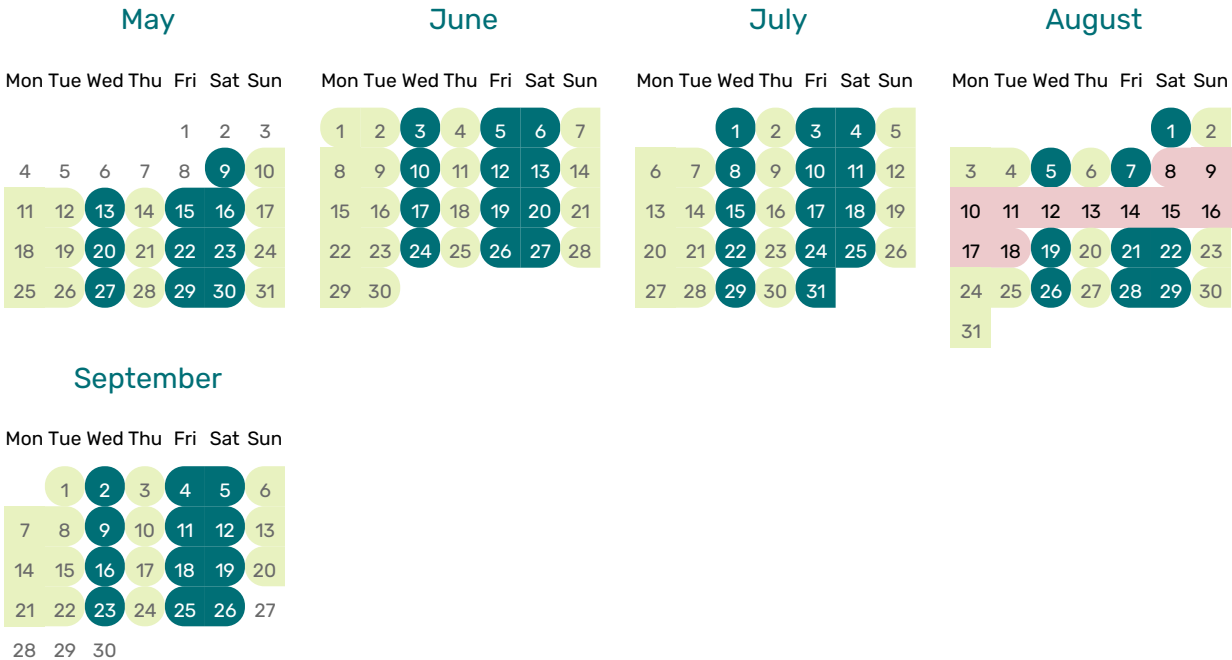 May
Mon Tue Wed Thu Fri Sat Sun
1 2 3
4 5 6 7 8 9 10
11 12 13 14 15 16 17
18 19 20 21 22 23 24
25 26 27 28 29 30 31
June
Mon Tue Wed Thu Fri Sat Sun
1 2 3 4 5 6 7
8 9 10 11 12 13 14
15 16 17 18 19 20 21
22 23 24 25 26 27 28
29 30
July
Mon Tue Wed Thu Fri Sat Sun
1 2 3 4 5
6 7 8 9 10 11 12
13 14 15 16 17 18 19
20 21 22 23 24 25 26
27 28 29 30 31
August
Mon Tue Wed Thu Fri Sat Sun
1 2
3 4 5 6 7 8 9
10 11 12 13 14 15 16
17 18 19 20 21 22 23
24 25 26 27 28 29 30
31
September
Mon Tue Wed Thu Fri Sat Sun
1 2 3 4 5 6
7 8 9 10 11 12 13
14 15 16 17 18 19 20
21 22 23 24 25 26 27
28 29 30